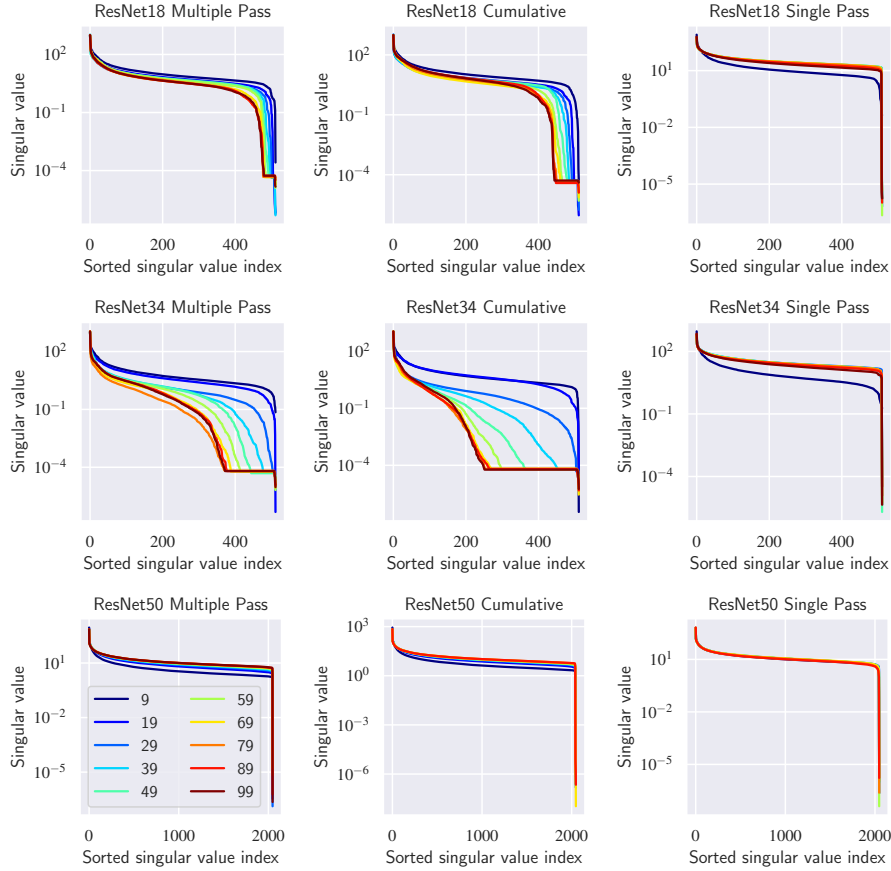 ResNet18 Multiple Pass
ResNet18 Cumulative
ResNet18 Single Pass
Singular value
10^2
10^-1
10^-4
0 200 400
Sorted singular value index
Singular value
10^2
10^-1
10^-4
0 200 400
Sorted singular value index
Singular value
10^1
10^-2
10^-5
0 200 400
Sorted singular value index
ResNet34 Multiple Pass
ResNet34 Cumulative
ResNet34 Single Pass
Singular value
10^2
10^-1
10^-4
0 200 400
Sorted singular value index
Singular value
10^2
10^-1
10^-4
0 200 400
Sorted singular value index
Singular value
10^2
10^-1
10^-4
0 200 400
Sorted singular value index
ResNet50 Multiple Pass
ResNet50 Cumulative
ResNet50 Single Pass
Singular value
10^1
10^-2
10^-5
9 59
19 69
29 79
39 89
49 99
0 1000 2000
Sorted singular value index
Singular value
10^3
10^0
10^-3
10^-6
0 1000 2000
Sorted singular value index
Singular value
10^1
10^-2
10^-5
0 1000 2000
Sorted singular value index